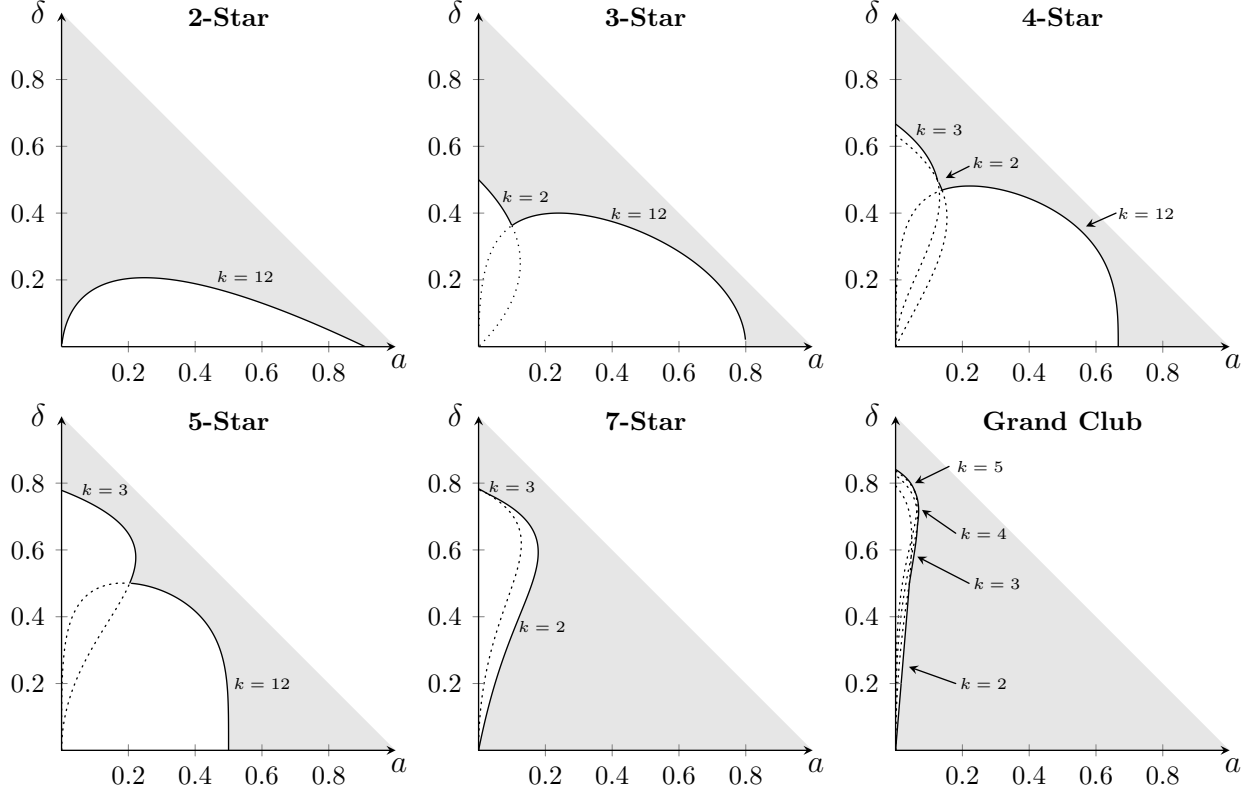 2-Star
δ
0.8
0.6
0.4
0.2
k = 12
0.2 0.4 0.6 0.8 a
3-Star
δ
0.8
0.6
0.4
0.2
k = 2
k = 12
0.2 0.4 0.6 0.8 a
4-Star
δ
0.8
0.6
0.4
0.2
k = 3
k = 2
k = 12
0.2 0.4 0.6 0.8 a
5-Star
δ
0.8
0.6
0.4
0.2
k = 3
k = 12
0.2 0.4 0.6 0.8 a
7-Star
δ
0.8
0.6
0.4
0.2
k = 3
k = 2
0.2 0.4 0.6 0.8 a
Grand Club
δ
0.8
0.6
0.4
0.2
k = 5
k = 4
k = 3
k = 2
0.2 0.4 0.6 0.8 a